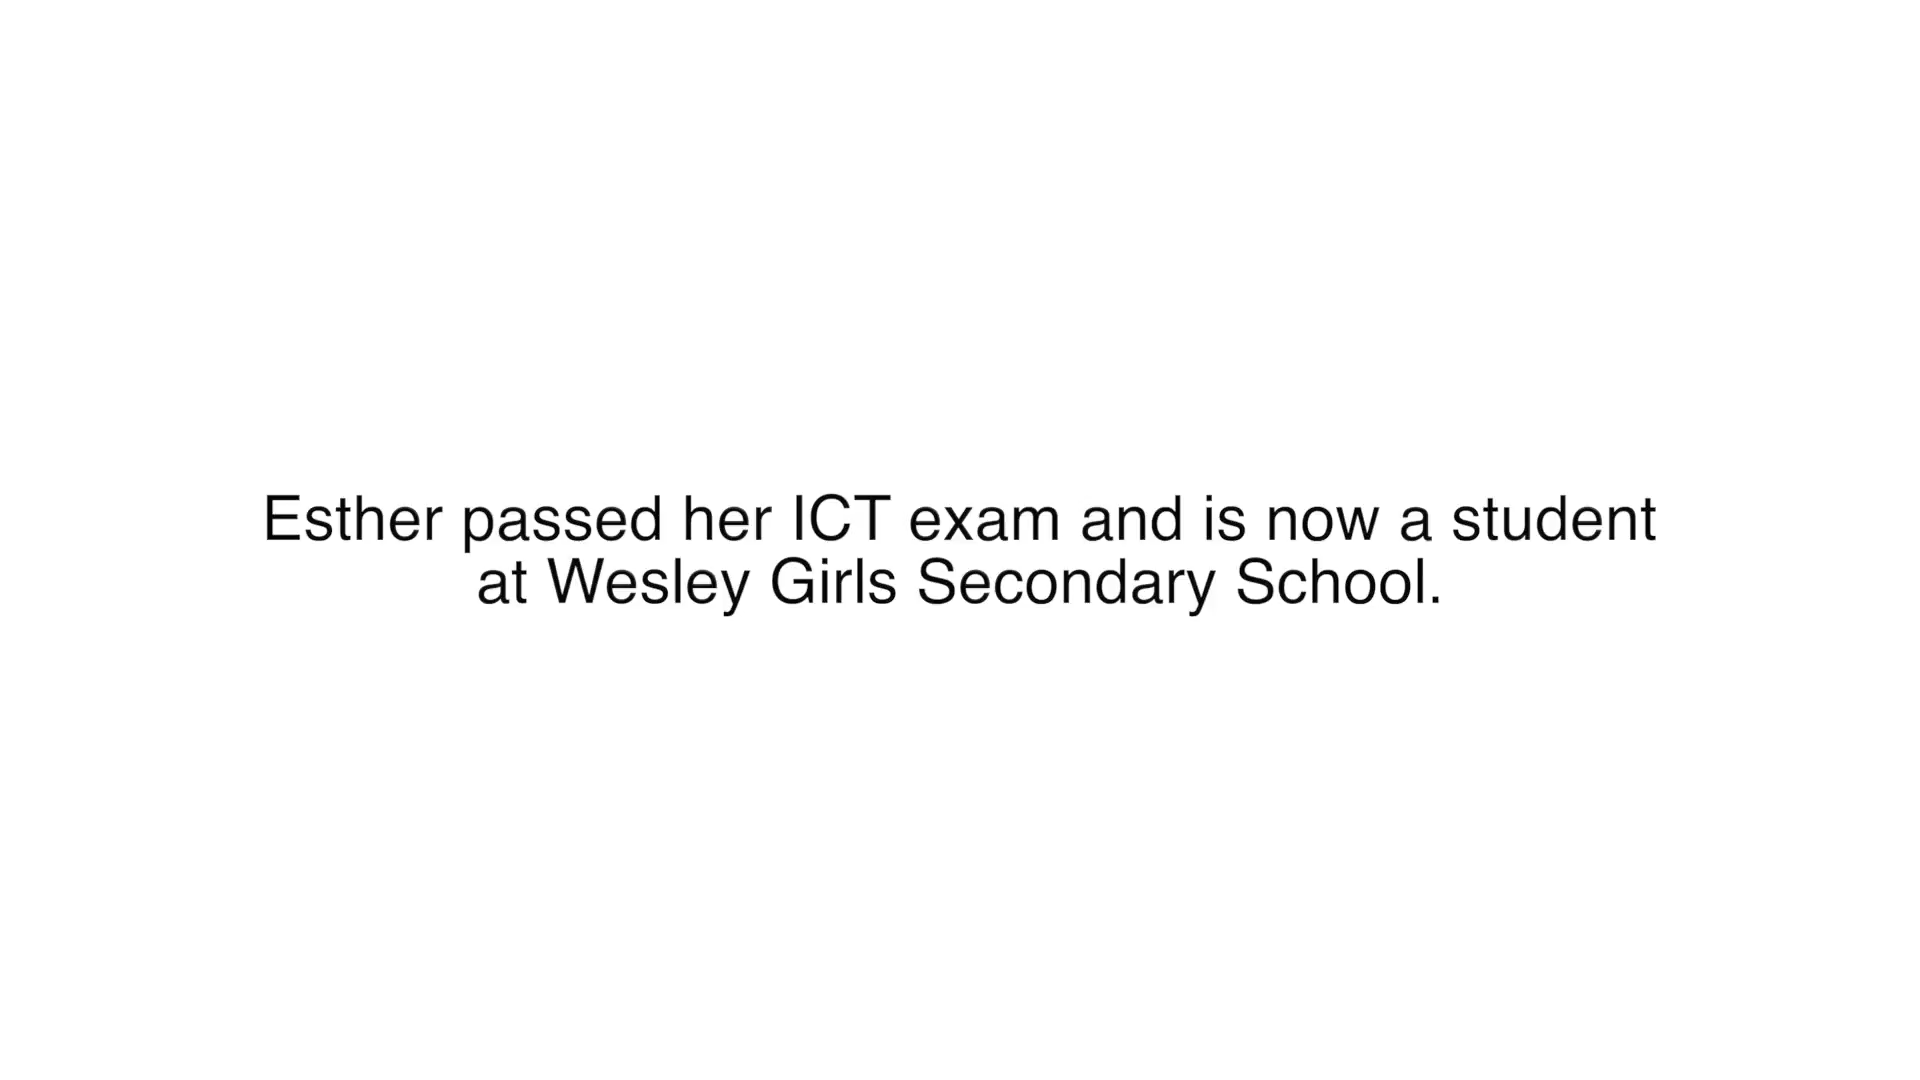 Esther passed her ICT exam and is now a student
at Wesley Girls Secondary School.